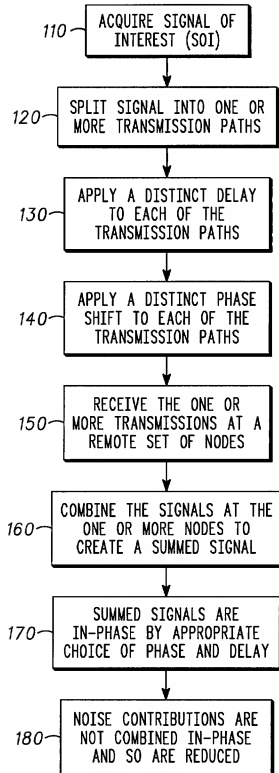 110
ACQUIRE SIGNAL OF
INTEREST (SOI)
120
SPLIT SIGNAL INTO ONE OR
MORE TRANSMISSION PATHS
130
APPLY A DISTINCT DELAY
TO EACH OF THE
TRANSMISSION PATHS
140
APPLY A DISTINCT PHASE
SHIFT TO EACH OF THE
TRANSMISSION PATHS
150
RECEIVE THE ONE OR
MORE TRANSMISSIONS AT A
REMOTE SET OF NODES
160
COMBINE THE SIGNALS AT THE
ONE OR MORE NODES TO
CREATE A SUMMED SIGNAL
170
SUMMED SIGNALS ARE
IN-PHASE BY APPROPRIATE
CHOICE OF PHASE AND DELAY
180
NOISE CONTRIBUTIONS ARE
NOT COMBINED IN-PHASE
AND SO ARE REDUCED